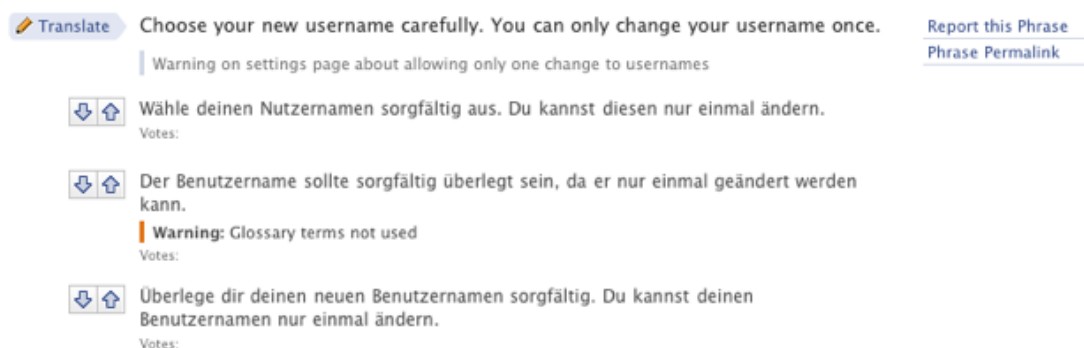 Translate Choose your new username carefully. You can only change your username once. Report this Phrase
Phrase Permalink
Warning on settings page about allowing only one change to usernames
Wähle deinen Nutzernamen sorgfältig aus. Du kannst diesen nur einmal ändern.
Votes:
Der Benutzername sollte sorgfältig überlegt sein, da er nur einmal geändert werden
kann.
Warning: Glossary terms not used
Votes:
Überlege dir deinen neuen Benutzernamen sorgfältig. Du kannst deinen
Benutzernamen nur einmal ändern.
Votes: